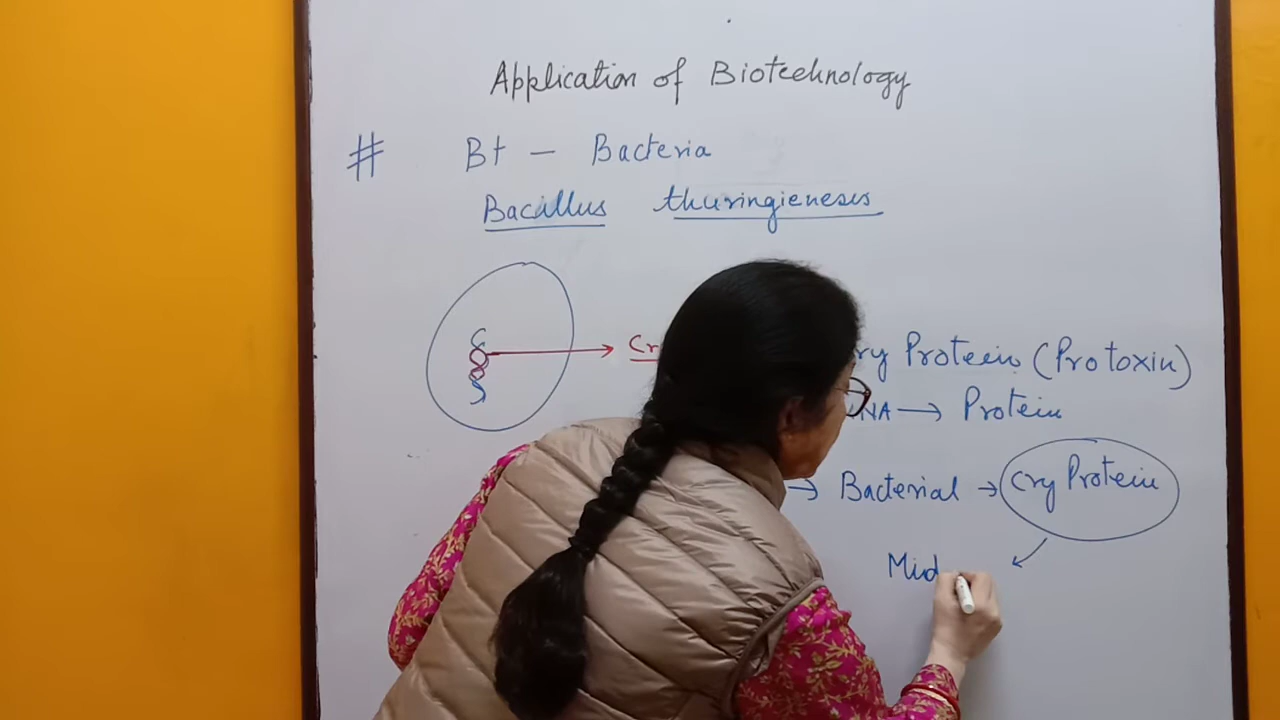 Application of Biotechnology
# Bt - Bacteria
Bacillus thuringienesis
Cr ry Protein (Protoxin)
NA → Protein
→ Bacterial → Cry Protein
Mid